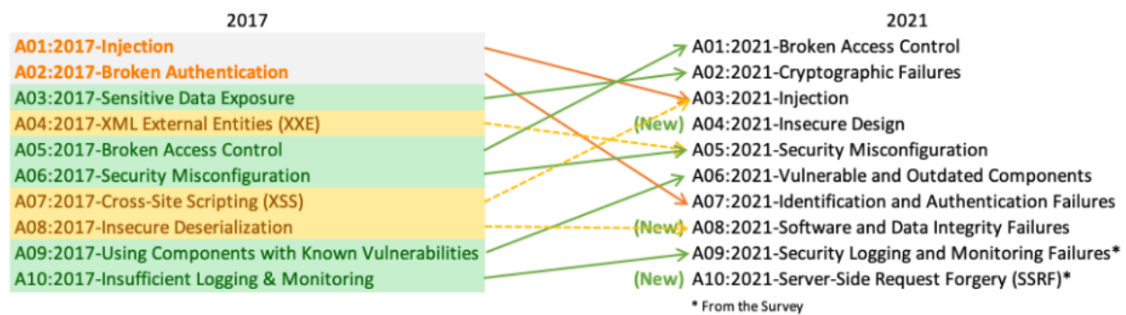 2017 2021
A01:2017-Injection A01:2021-Broken Access Control
A02:2017-Broken Authentication A02:2021-Cryptographic Failures
A03:2017-Sensitive Data Exposure A03:2021-Injection
A04:2017-XML External Entities (XXE) (New) A04:2021-Insecure Design
A05:2017-Broken Access Control A05:2021-Security Misconfiguration
A06:2017-Security Misconfiguration A06:2021-Vulnerable and Outdated Components
A07:2017-Cross-Site Scripting (XSS) A07:2021-Identification and Authentication Failures
A08:2017-Insecure Deserialization (New) A08:2021-Software and Data Integrity Failures
A09:2017-Using Components with Known Vulnerabilities A09:2021-Security Logging and Monitoring Failures*
A10:2017-Insufficient Logging & Monitoring (New) A10:2021-Server-Side Request Forgery (SSRF)*
* From the Survey